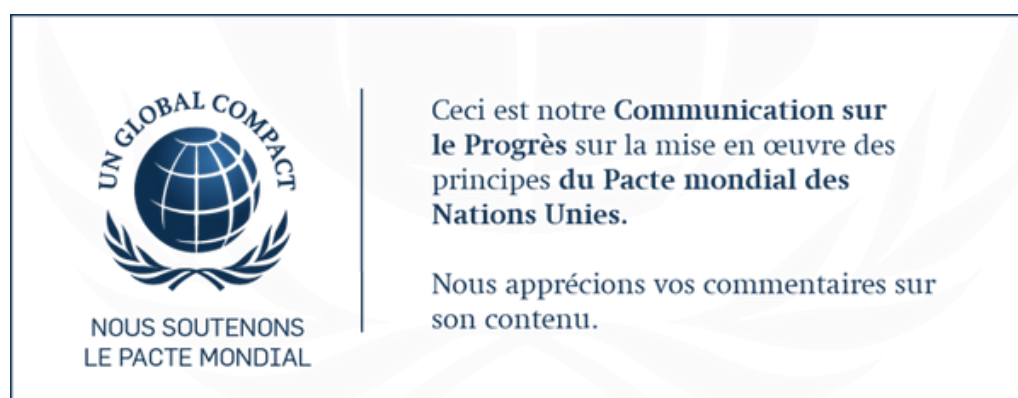 UN GLOBAL COMPACT
NOUS SOUTENONS
LE PACTE MONDIAL
Ceci est notre Communication sur
le Progrès sur la mise en œuvre des
principes du Pacte mondial des
Nations Unies.
Nous apprécions vos commentaires sur
son contenu.